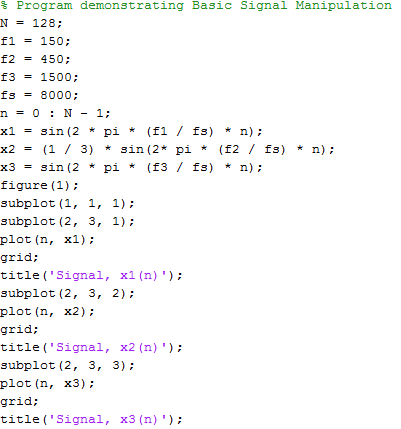 % Program demonstrating Basic Signal Manipulation
N = 128;
f1 = 150;
f2 = 450;
f3 = 1500;
fs = 8000;
n = 0 : N - 1;
x1 = sin(2 * pi * (f1 / fs) * n);
x2 = (1 / 3) * sin(2* pi * (f2 / fs) * n);
x3 = sin(2 * pi * (f3 / fs) * n);
figure(1);
subplot(1, 1, 1);
subplot(2, 3, 1);
plot(n, x1);
grid;
title('Signal, x1(n)');
subplot(2, 3, 2);
plot(n, x2);
grid;
title('Signal, x2(n)');
subplot(2, 3, 3);
plot(n, x3);
grid;
title('Signal, x3(n)');